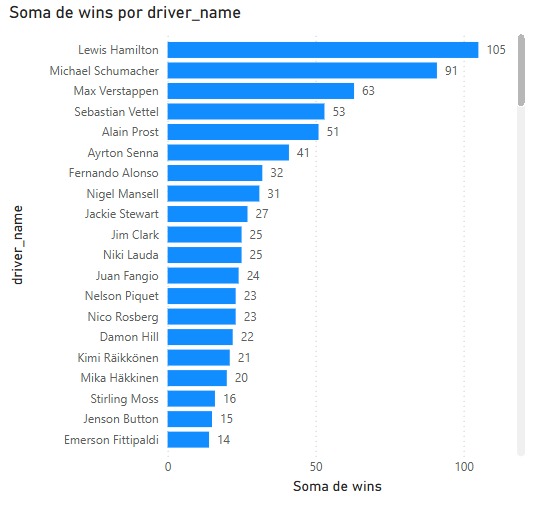 Soma de wins por driver_name
Lewis Hamilton 105
Michael Schumacher 91
Max Verstappen 63
Sebastian Vettel 53
Alain Prost 51
Ayrton Senna 41
Fernando Alonso 32
Nigel Mansell 31
Jackie Stewart 27
Jim Clark 25
Niki Lauda 25
Juan Fangio 24
Nelson Piquet 23
Nico Rosberg 23
Damon Hill 22
Kimi Räikkönen 21
Mika Häkkinen 20
Stirling Moss 16
Jenson Button 15
Emerson Fittipaldi 14
driver_name
0 50 100
Soma de wins